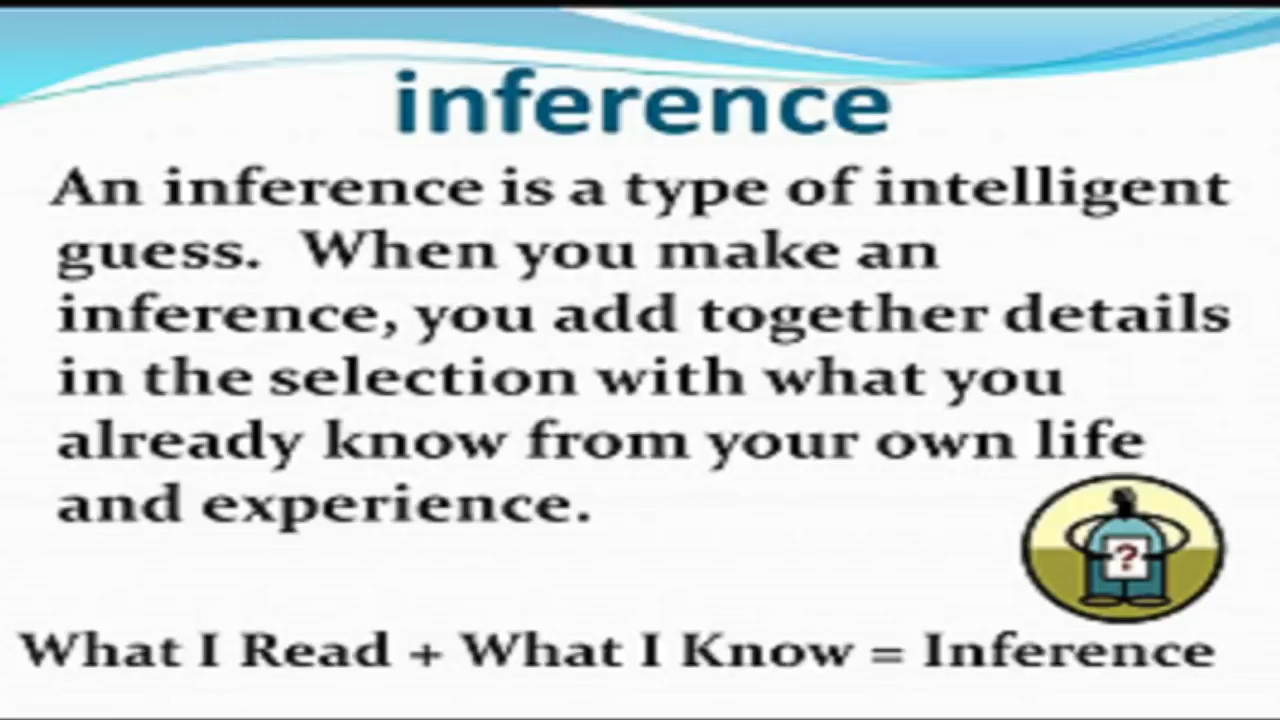 inference
An inference is a type of intelligent
guess. When you make an
inference, you add together details
in the selection with what you
already know from your own life
and experience.
?
What I Read + What I Know = Inference